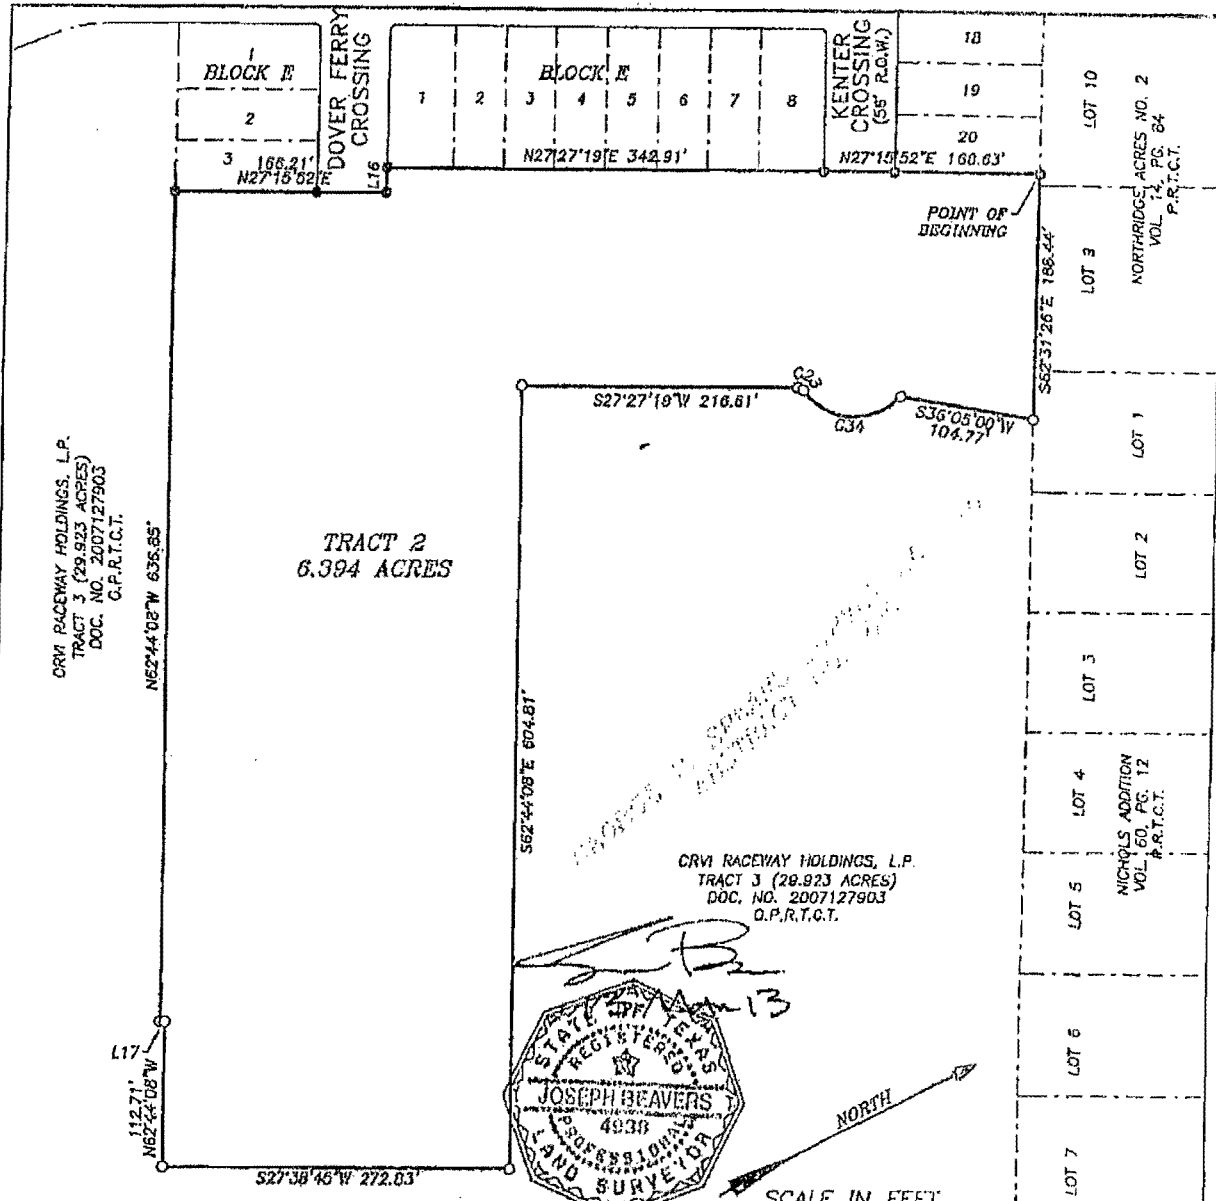 1
BLOCK E
2
3
166.21'
N27°15'52"E
DOVER FERRY
CROSSING
L16
BLOCK E
1
2
3
4
5
6
7
8
N27°27'19"E 342.91'
KENTER
CROSSING
(55' R.O.W.)
18
19
20
N27°15'52"E 160.63'
POINT OF
BEGINNING
LOT 10
LOT 9
NORTHRIDGE ACRES NO. 2
VOL. 14, PG. 84
P.R.T.C.T.
S62°31'26"E 188.44'
S27°27'19"W 216.61'
C23
C34
S36°05'00"W
104.77'
LOT 1
LOT 2
LOT 3
LOT 4
LOT 5
LOT 6
LOT 7
NICHOLS ADDITION
VOL. 60, PG. 12
P.R.T.C.T.
CRVI RACEWAY HOLDINGS, L.P.
TRACT 3 (29.923 ACRES)
DOC. NO. 2007127903
O.P.R.T.C.T.
N62°44'08"W 636.85'
TRACT 2
6.394 ACRES
S62°44'08"E 604.81'
CRVI RACEWAY HOLDINGS, L.P.
TRACT 3 (29.923 ACRES)
DOC. NO. 2007127903
O.P.R.T.C.T.
13
STATE OF TEXAS
REGISTERED
JOSEPH BEAVERS
4938
PROFESSIONAL
LAND SURVEYOR
L17
112.71'
N62°44'08"W
S27°38'46"W 272.83'
NORTH
SCALE IN FEET